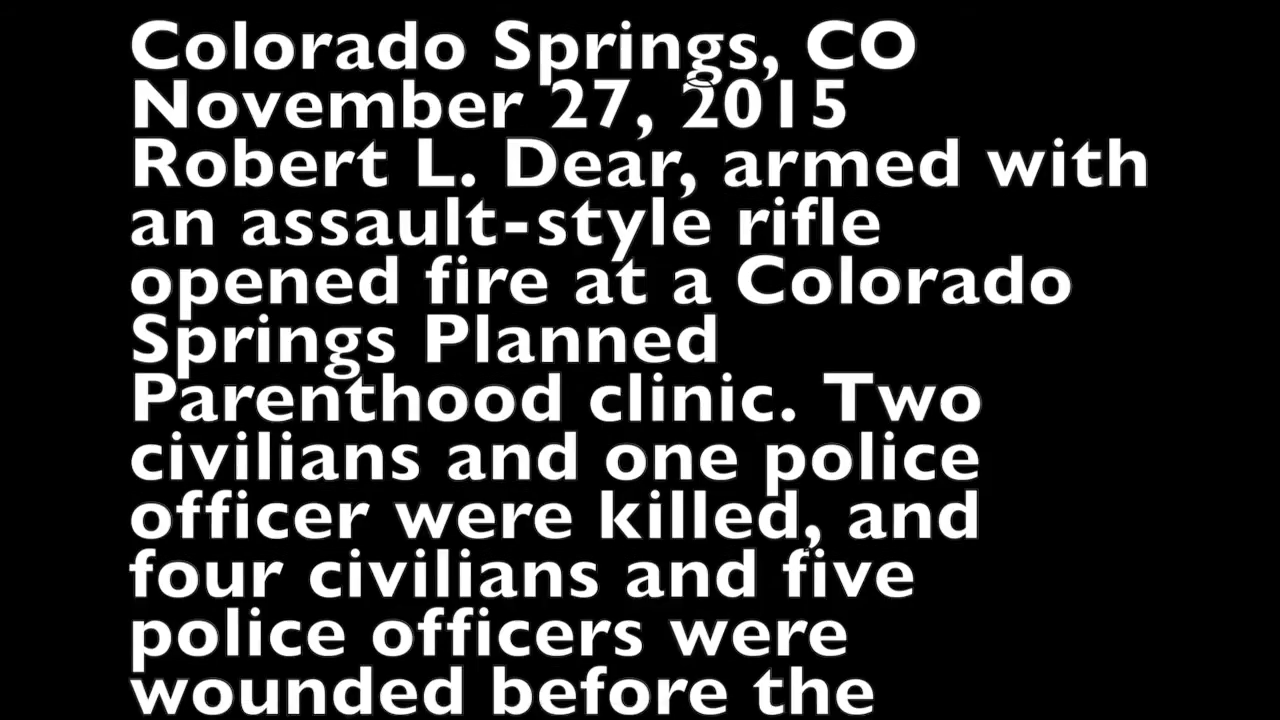 Colorado Springs, CO
November 27, 2015
Robert L. Dear, armed with
an assault-style rifle
opened fire at a Colorado
Springs Planned
Parenthood clinic. Two
civilians and one police
officer were killed, and
four civilians and five
police officers were
wounded before the